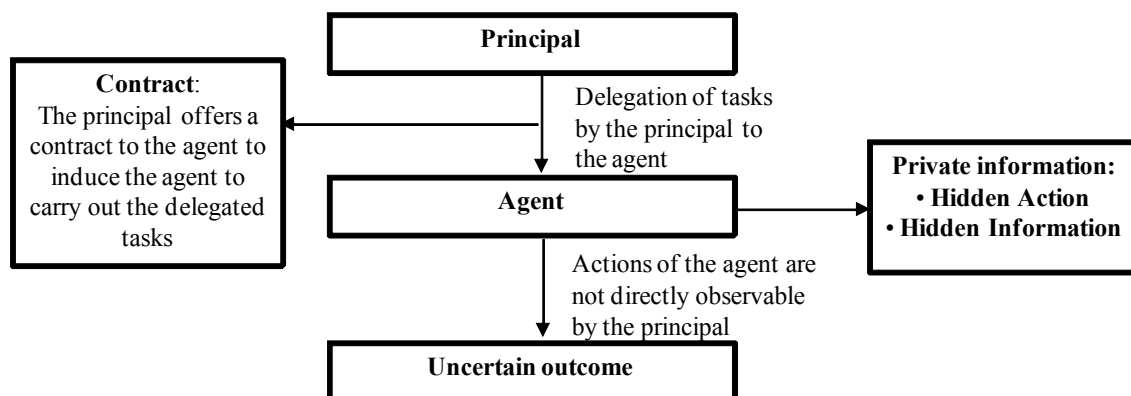 Principal
Contract:
The principal offers a
contract to the agent to
induce the agent to
carry out the delegated
tasks
Delegation of tasks
by the principal to
the agent
Agent
Private information:
• Hidden Action
• Hidden Information
Actions of the agent are
not directly observable
by the principal
Uncertain outcome